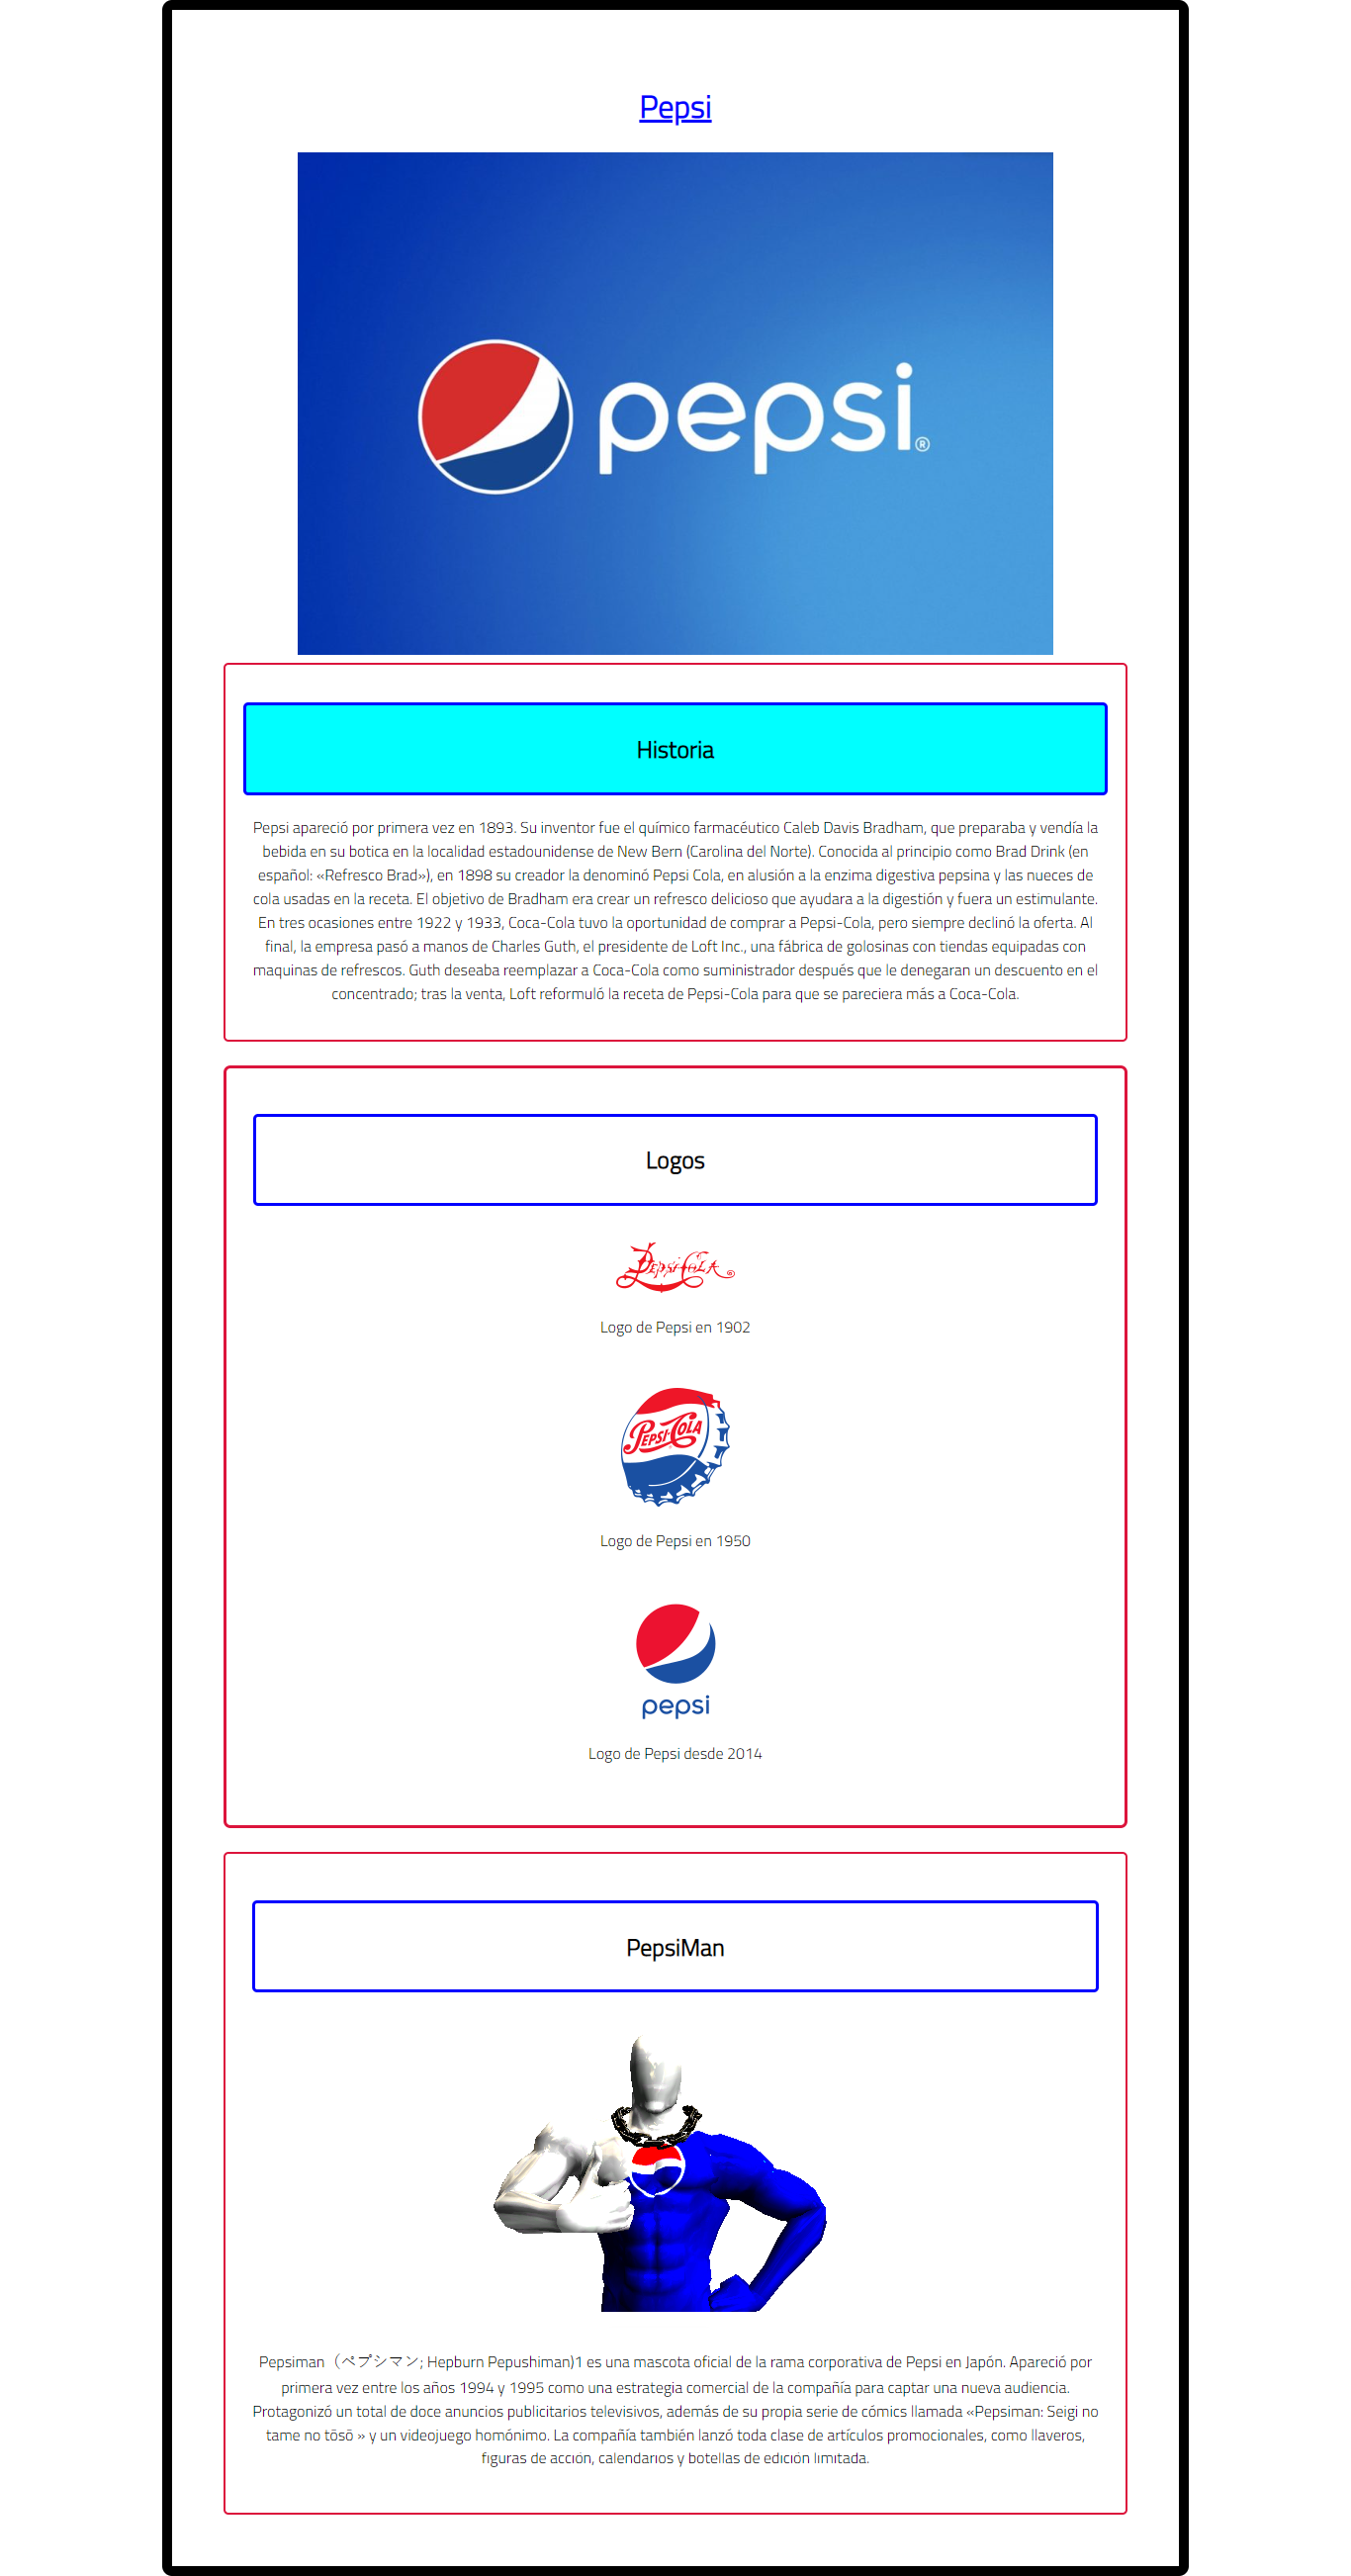 Pepsi
pepsi®
Historia
Pepsi apareció por primera vez en 1893. Su inventor fue el químico farmacéutico Caleb Davis Bradham, que preparaba y vendía la
bebida en su botica en la localidad estadounidense de New Bern (Carolina del Norte). Conocida al principio como Brad Drink (en
español: «Refresco Brad»), en 1898 su creador la denominó Pepsi Cola, en alusión a la enzima digestiva pepsina y las nueces de
cola usadas en la receta. El objetivo de Bradham era crear un refresco delicioso que ayudara a la digestión y fuera un estimulante.
En tres ocasiones entre 1922 y 1933, Coca-Cola tuvo la oportunidad de comprar a Pepsi-Cola, pero siempre declinó la oferta. Al
final, la empresa pasó a manos de Charles Guth, el presidente de Loft Inc., una fábrica de golosinas con tiendas equipadas con
maquinas de refrescos. Guth deseaba reemplazar a Coca-Cola como suministrador después que le denegaran un descuento en el
concentrado; tras la venta, Loft reformuló la receta de Pepsi-Cola para que se pareciera más a Coca-Cola.
Logos
Pepsi-Cola
Logo de Pepsi en 1902
Pepsi-Cola
Logo de Pepsi en 1950
pepsi
Logo de Pepsi desde 2014
PepsiMan
Pepsiman（ペプシマン; Hepburn Pepushiman)1 es una mascota oficial de la rama corporativa de Pepsi en Japón. Apareció por
primera vez entre los años 1994 y 1995 como una estrategia comercial de la compañía para captar una nueva audiencia.
Protagonizó un total de doce anuncios publicitarios televisivos, además de su propia serie de cómics llamada «Pepsiman: Seigi no
tame no tōsō » y un videojuego homónimo. La compañía también lanzó toda clase de artículos promocionales, como llaveros,
figuras de acción, calendarios y botellas de edición limitada.